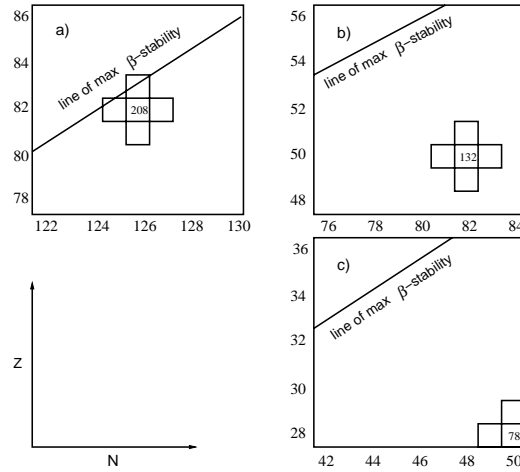 a)
line of max β−stability
208
86
84
82
80
78
122 124 126 128 130
b)
line of max β−stability
132
56
54
52
50
48
76 78 80 82 84
c)
line of max β−stability
78
36
34
32
30
28
42 44 46 48 50
Z
N